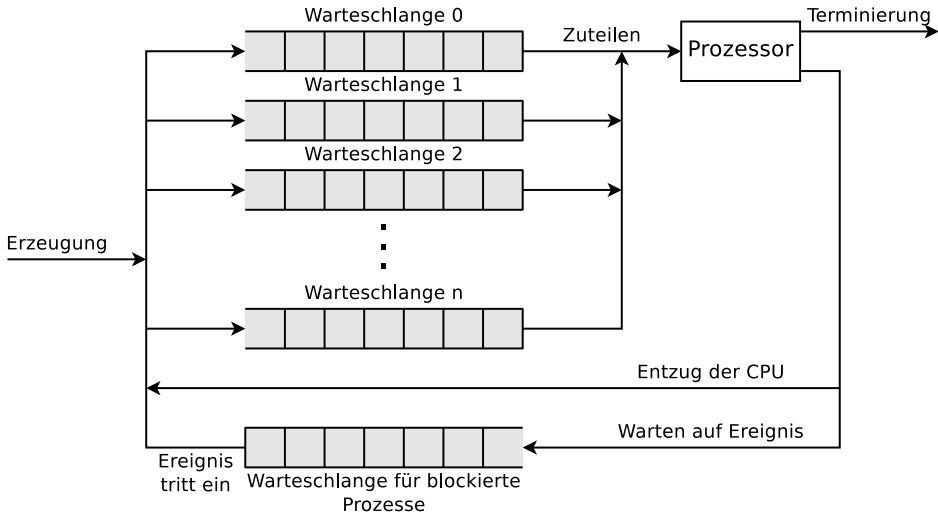 Warteschlange 0
Terminierung
Zuteilen
Prozessor
Warteschlange 1
Warteschlange 2
Erzeugung
Warteschlange n
Entzug der CPU
Warten auf Ereignis
Ereignis
tritt ein
Warteschlange für blockierte
Prozesse